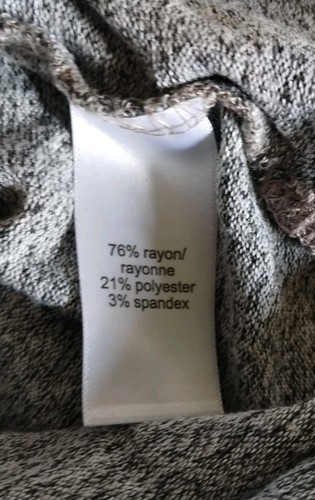 76% rayon/
rayonne
21% polyester
3% spandex